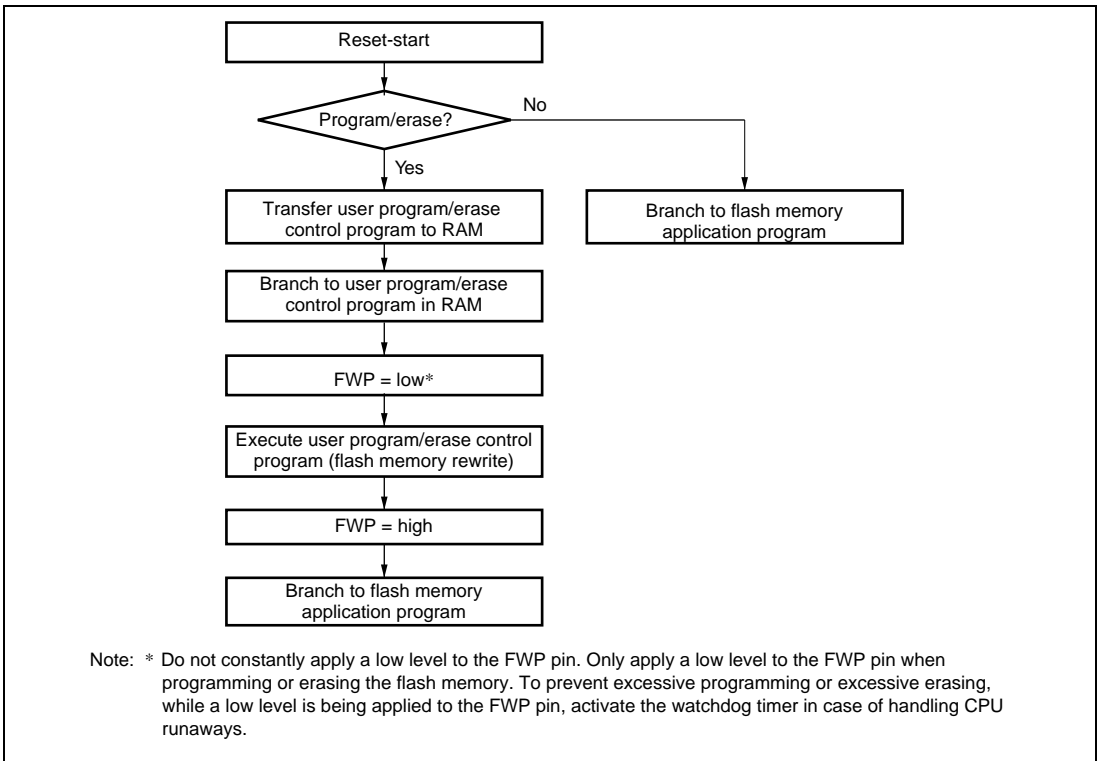 Reset-start
Program/erase?
No
Yes
Transfer user program/erase
control program to RAM
Branch to flash memory
application program
Branch to user program/erase
control program in RAM
FWP = low*
Execute user program/erase control
program (flash memory rewrite)
FWP = high
Branch to flash memory
application program
Note: * Do not constantly apply a low level to the FWP pin. Only apply a low level to the FWP pin when
programming or erasing the flash memory. To prevent excessive programming or excessive erasing,
while a low level is being applied to the FWP pin, activate the watchdog timer in case of handling CPU
runaways.